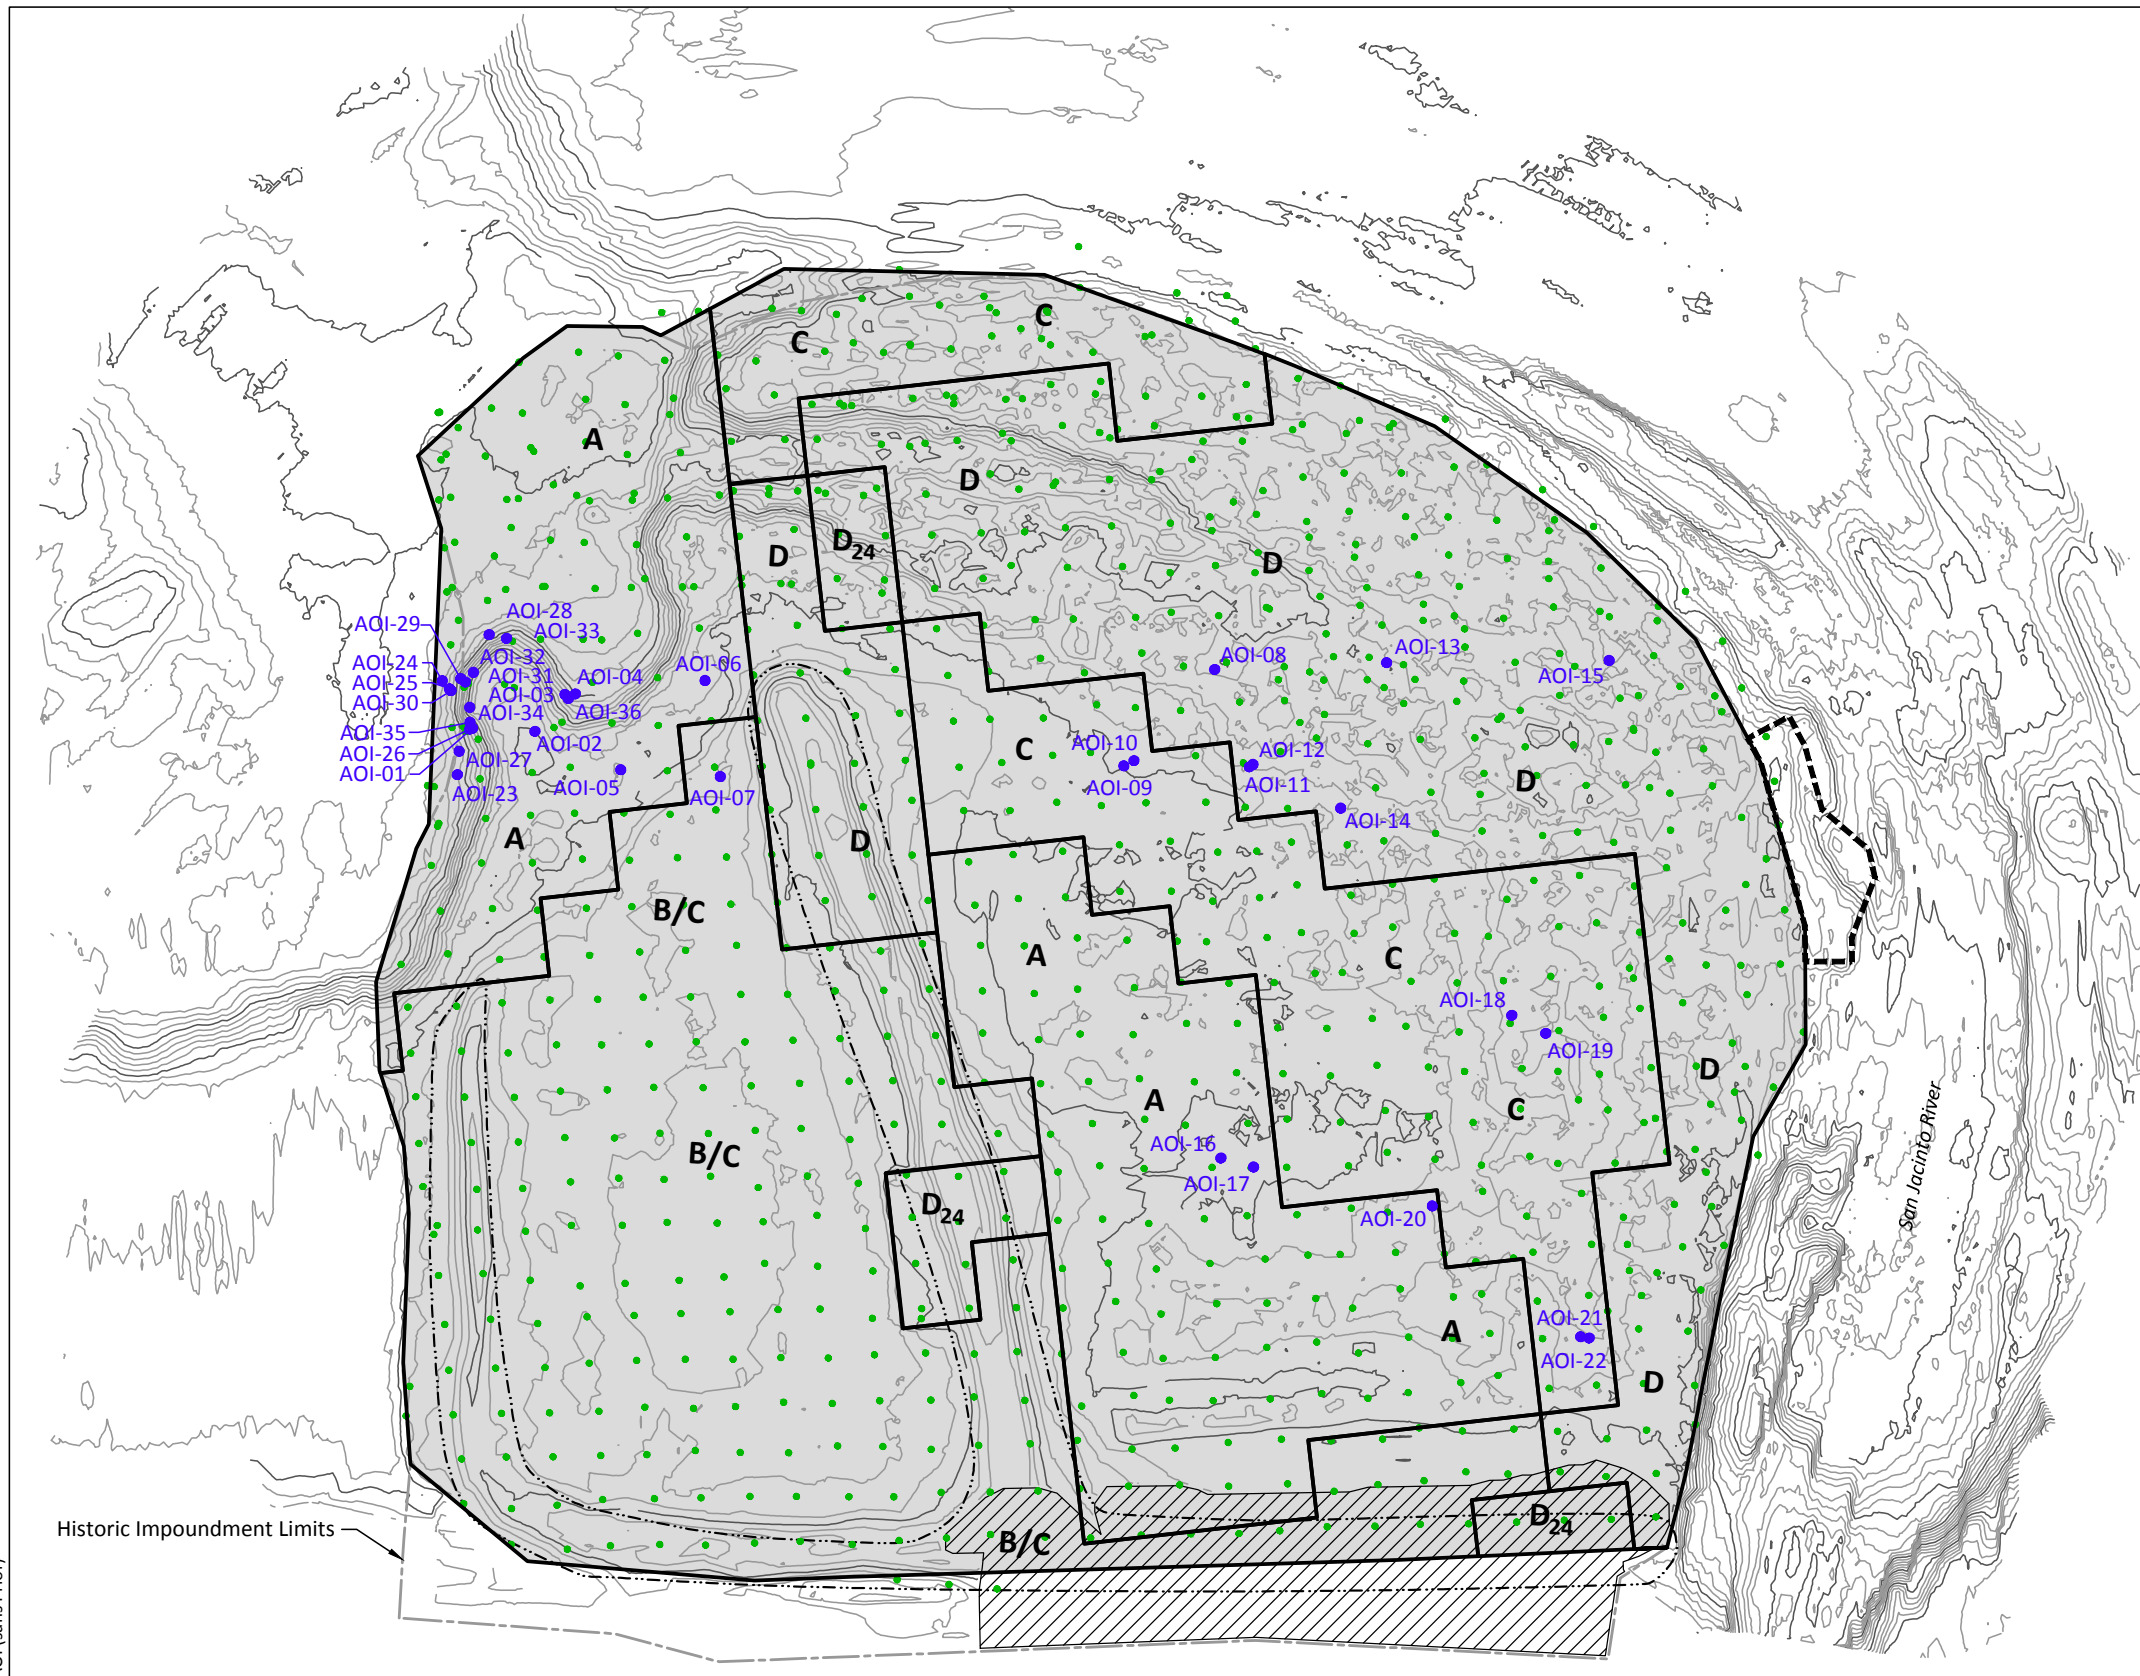 C
C
A
D
D24
D
D
AOI-28
AOI-29
AOI-33
AOI-32
AOI-24
AOI-31
AOI-25
AOI-03
AOI-04
AOI-06
AOI-30
AOI-34
AOI-36
AOI-35
AOI-02
AOI-26
AOI-27
AOI-01
AOI-23
AOI-05
AOI-07
AOI-08
AOI-13
AOI-15
C
AOI-10
AOI-12
AOI-09
AOI-11
D
AOI-14
A
D
B/C
A
C
AOI-18
AOI-19
D
A
C
San Jacinto River
AOI-16
B/C
AOI-17
D24
AOI-20
AOI-21
A
AOI-22
D
Historic Impoundment Limits
B/C
D24